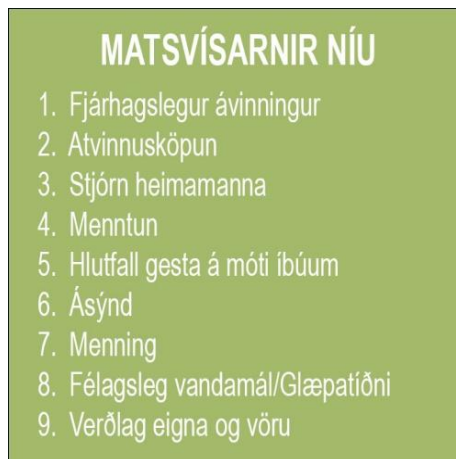 MATSVÍSARNIR NÍU
1. Fjárhagslegur ávinningur
2. Atvinnusköpun
3. Stjórn heimamanna
4. Menntun
5. Hlutfall gesta á móti íbúum
6. Ásýnd
7. Menning
8. Félagsleg vandamál/Glæpatíðni
9. Verðlag eigna og vöru